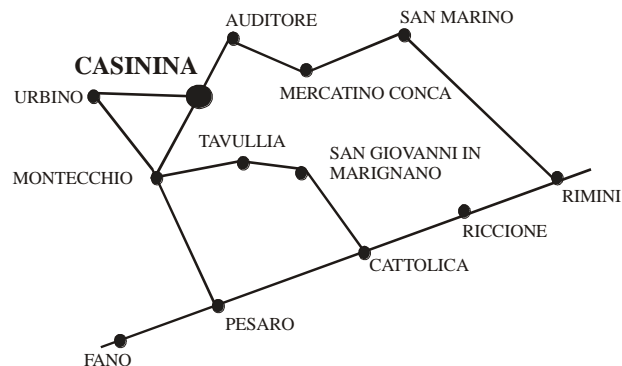 AUDITORE
SAN MARINO
CASININA
URBINO
MERCATINO CONCA
TAVULLIA
SAN GIOVANNI IN
MARIGNANO
MONTECCHIO
RIMINI
RICCIONE
CATTOLICA
PESARO
FANO